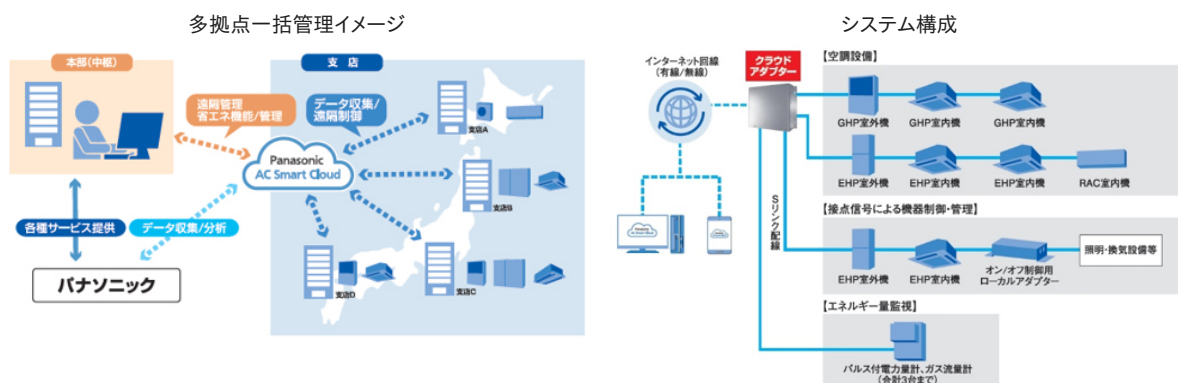 多拠点一括管理イメージ
本部(中枢)
支店
遠隔管理
省エネ機能/管理
データ収集/
遠隔制御
支店A
Panasonic
AC Smart Cloud
支店B
各種サービス提供
データ収集/分析
パナソニック
支店D
支店C
システム構成
インターネット回線
(有線/無線)
クラウド
アダプター
【空調設備】
GHP室外機
GHP室内機
GHP室内機
EHP室外機
EHP室内機
EHP室内機
RAC室内機
Sリンク配線
Panasonic
AC Smart Cloud
【接点信号による機器制御・管理】
EHP室外機
EHP室内機
オン/オフ制御用
ローカルアダプター
照明・換気設備等
【エネルギー量監視】
パルス付電力量計、ガス流量計
(合計3台まで)